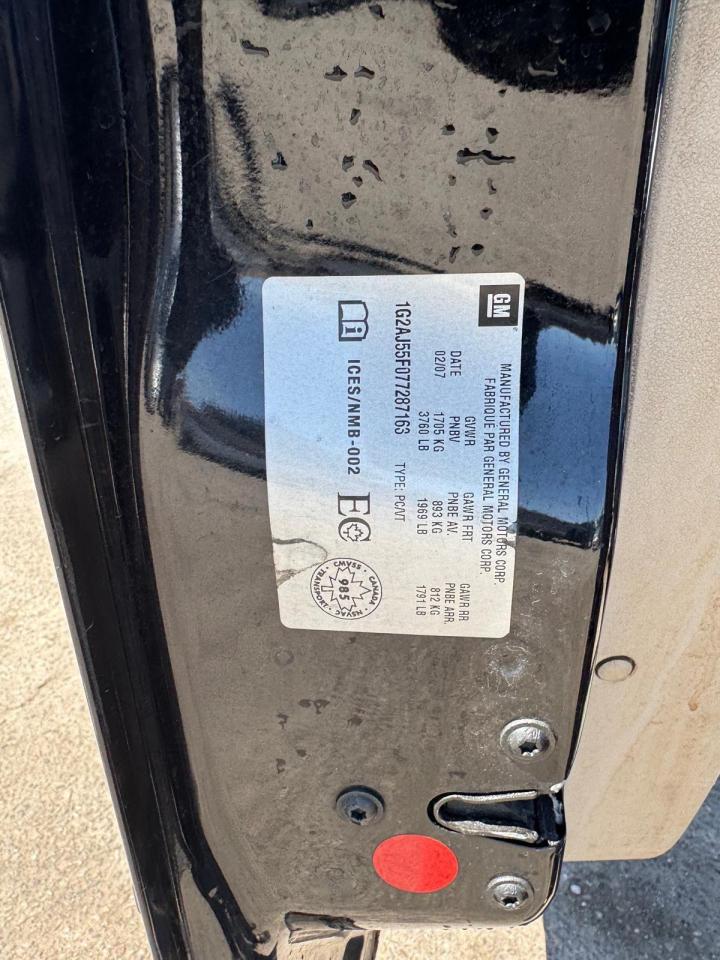 GM
MANUFACTURED BY GENERAL MOTORS CORP.
FABRIQUE PAR GENERAL MOTORS CORP.
GVWR GAWR FRT GAWR RR
DATE PNBV PNBE AV. PNBE ARR.
02/07 1705 KG 893 KG 812 KG
3760 LB 1969 LB 1791 LB
1G2AJ55F077287163 TYPE: PC/VT
i ICES/NMB-002 EC
CANADA · NSVAC · TRANSPORT · CMVSS ·
985